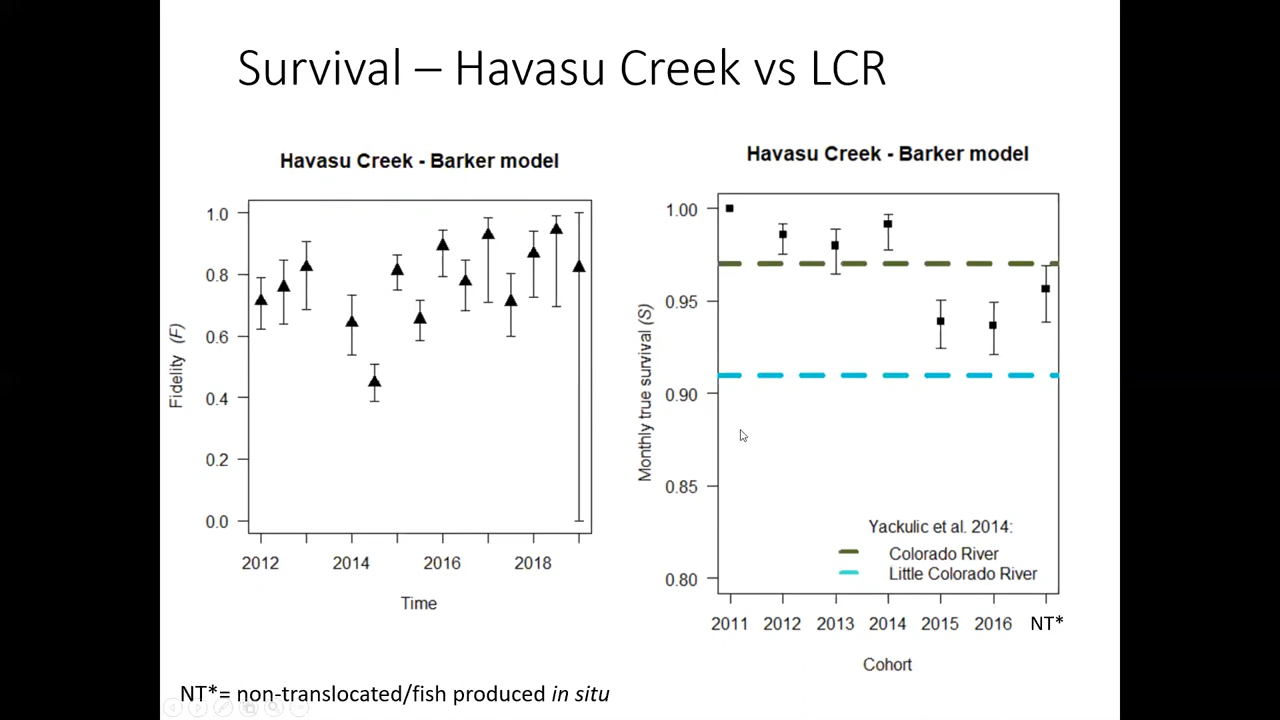 Survival – Havasu Creek vs LCR
Havasu Creek - Barker model
Fidelity (F)
1.0
0.8
0.6
0.4
0.2
0.0
2012 2014 2016 2018
Time
Havasu Creek - Barker model
Monthly true survival (S)
1.00
0.95
0.90
0.85
0.80
Yackulic et al. 2014:
Colorado River
Little Colorado River
2011 2012 2013 2014 2015 2016 NT*
Cohort
NT*= non-translocated/fish produced in situ